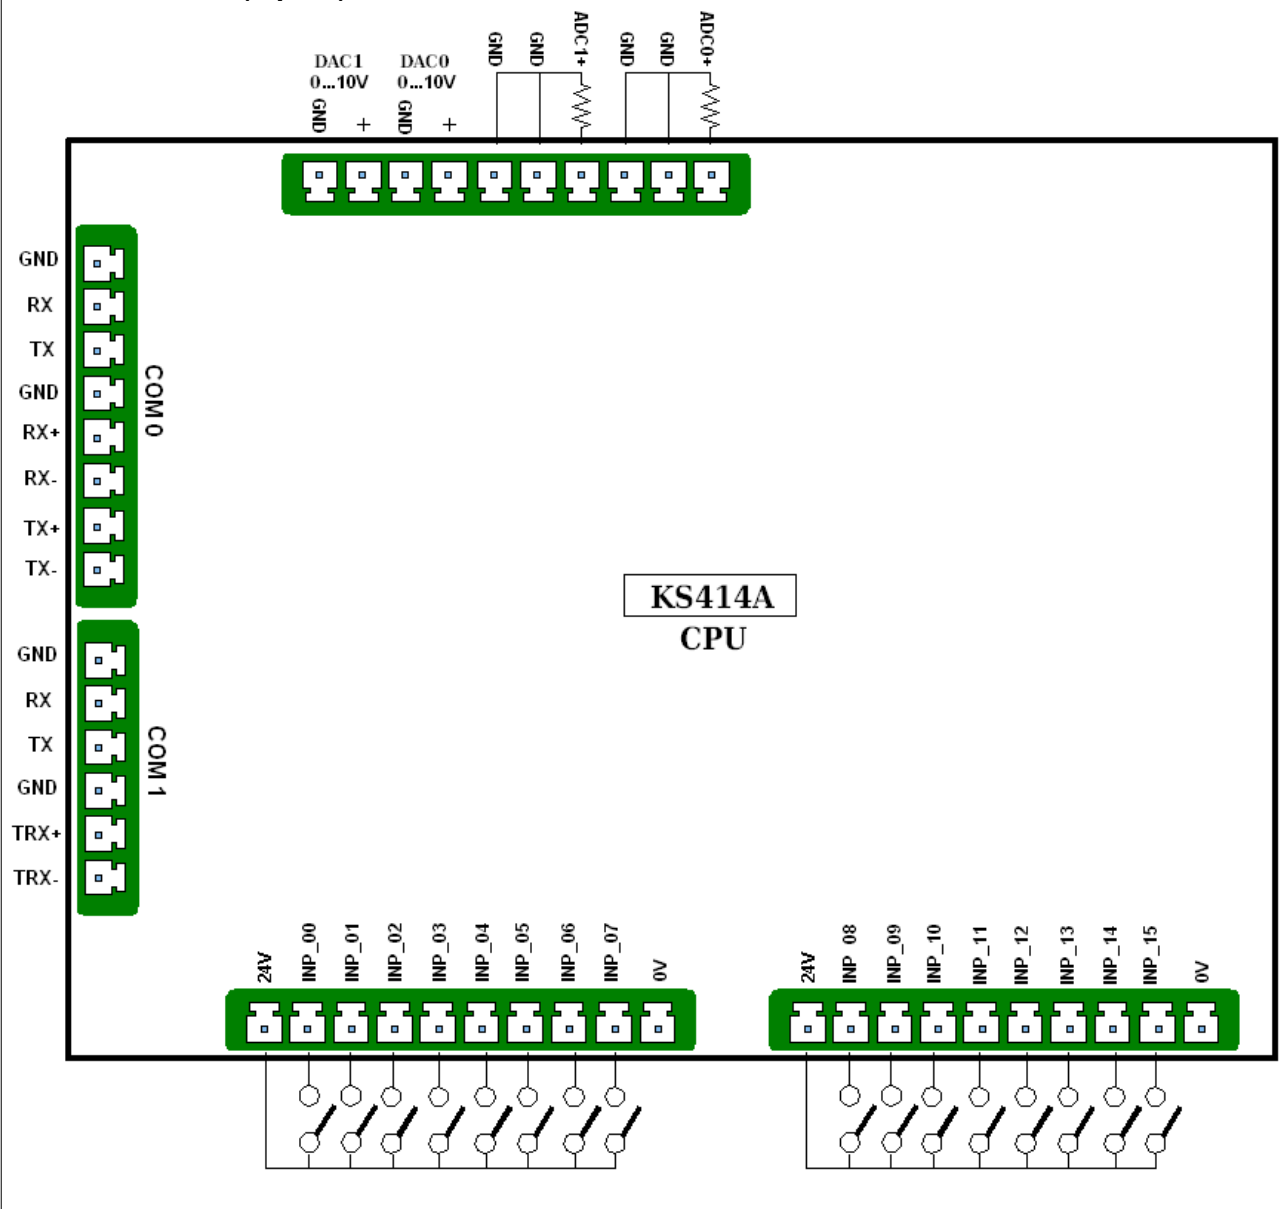 DAC1
0...10V
GND
+
DAC0
0...10V
GND
+
GND
GND
ADC1+
GND
GND
ADC0+
GND
RX
TX
GND
RX+
RX-
TX+
TX-
COM 0
GND
RX
TX
GND
TRX+
TRX-
COM 1
KS414A
CPU
24V
INP_00
INP_01
INP_02
INP_03
INP_04
INP_05
INP_06
INP_07
0V
24V
INP_08
INP_09
INP_10
INP_11
INP_12
INP_13
INP_14
INP_15
0V